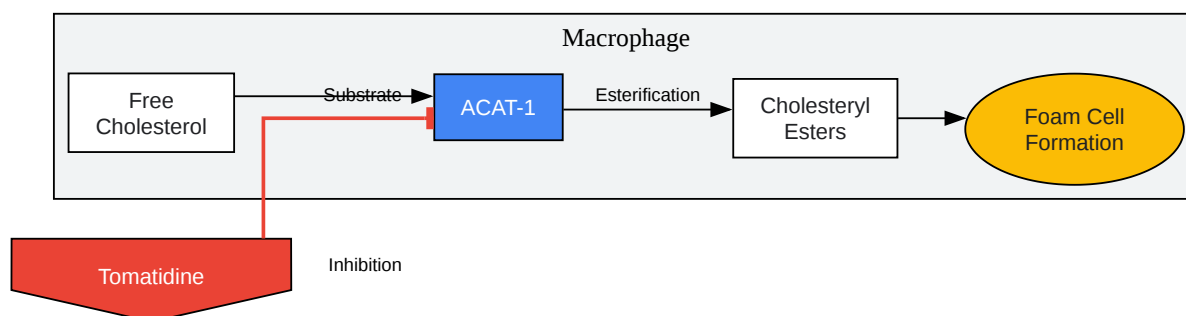 Macrophage
Free
Cholesterol
Substrate
ACAT-1
Esterification
Cholesteryl
Esters
Foam Cell
Formation
Tomatidine
Inhibition